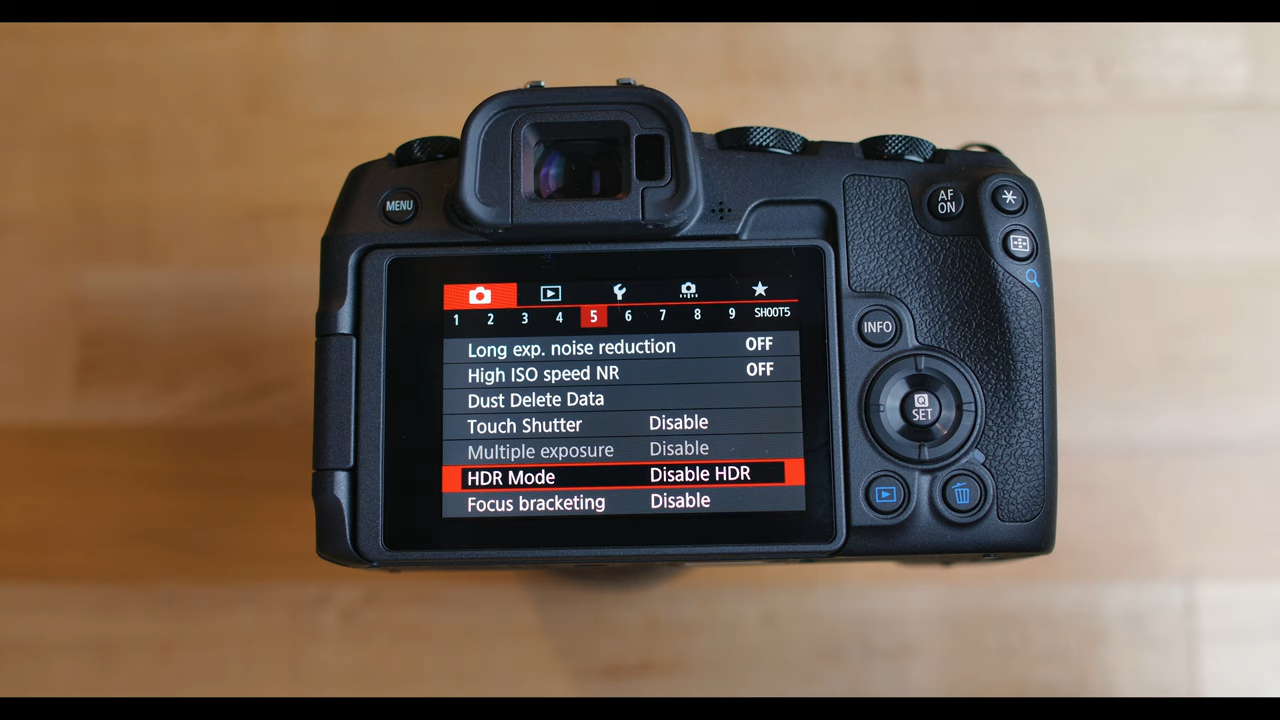 MENU
AF
ON
INFO
Q
SET
1 2 3 4 5 6 7 8 9 SHOOT5
Long exp. noise reduction OFF
High ISO speed NR OFF
Dust Delete Data
Touch Shutter Disable
Multiple exposure Disable
HDR Mode Disable HDR
Focus bracketing Disable